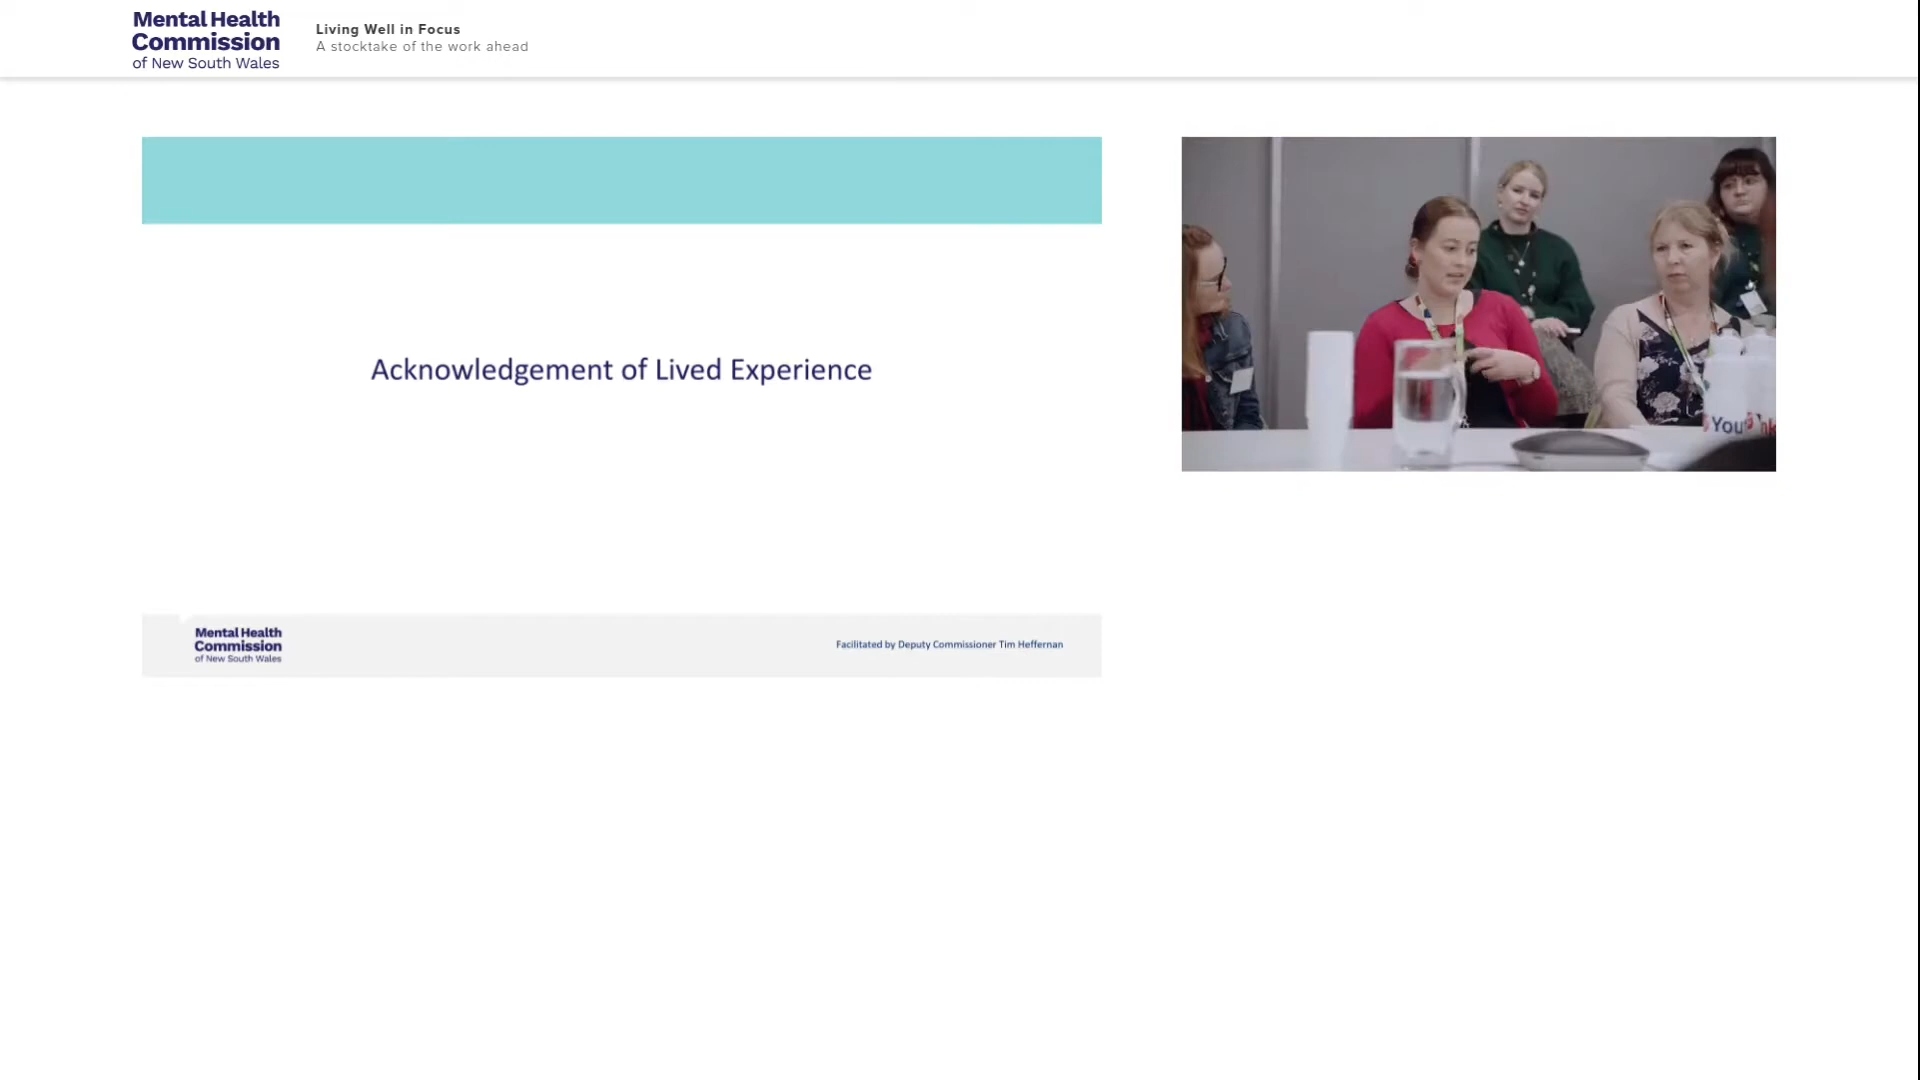 Mental Health
Commission
of New South Wales
Living Well in Focus
A stocktake of the work ahead
Acknowledgement of Lived Experience
Mental Health
Commission
of New South Wales
Facilitated by Deputy Commissioner Tim Heffernan